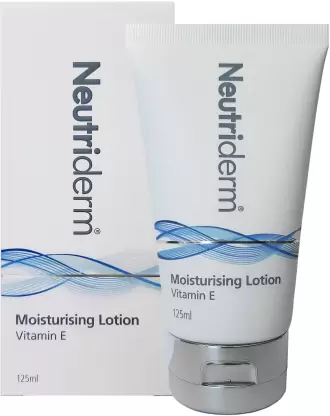 Neutriderm®
Moisturising Lotion
Vitamin E
125ml
Neutriderm®
Moisturising Lotion
Vitamin E
125ml